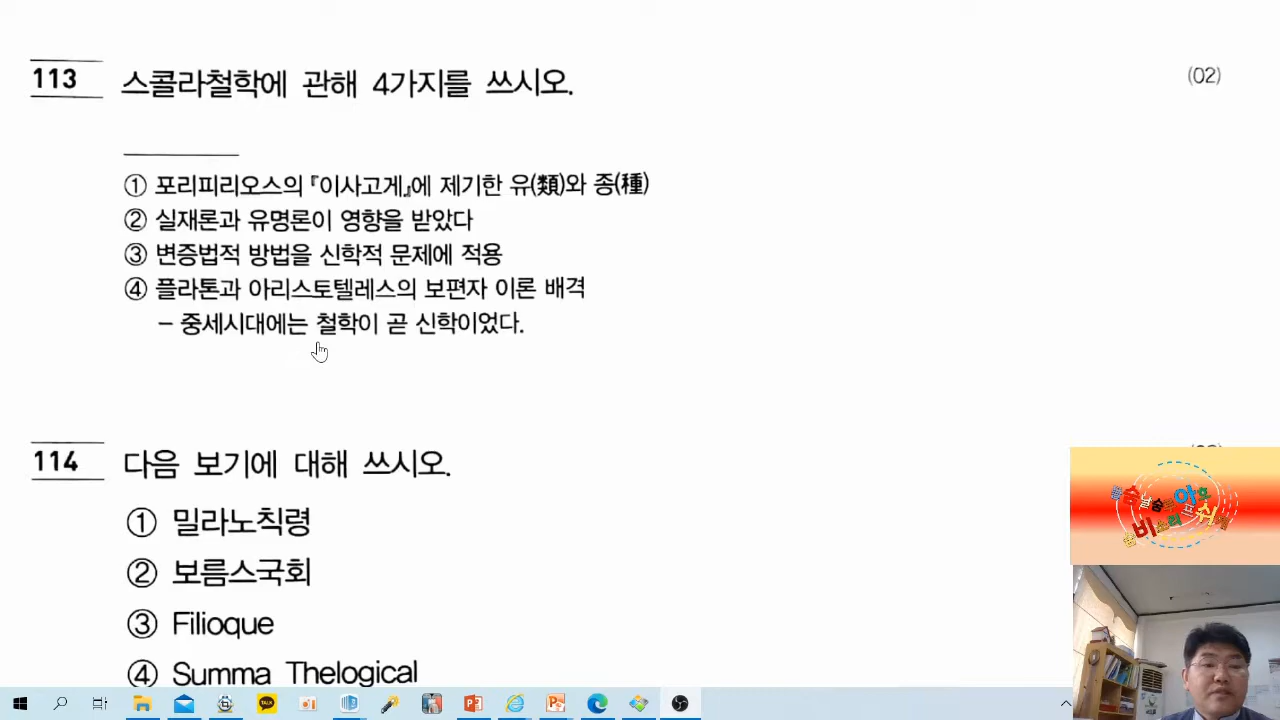 113 스콜라철학에 관해 4가지를 쓰시오. (02)
① 포리피리오스의 『이사고게』에 제기한 유(類)와 종(種)
② 실재론과 유명론이 영향을 받았다
③ 변증법적 방법을 신학적 문제에 적용
④ 플라톤과 아리스토텔레스의 보편자 이론 배격
– 중세시대에는 철학이 곧 신학이었다.
114 다음 보기에 대해 쓰시오.
① 밀라노칙령
② 보름스국회
③ Filioque
④ Summa Thelogical
TALK